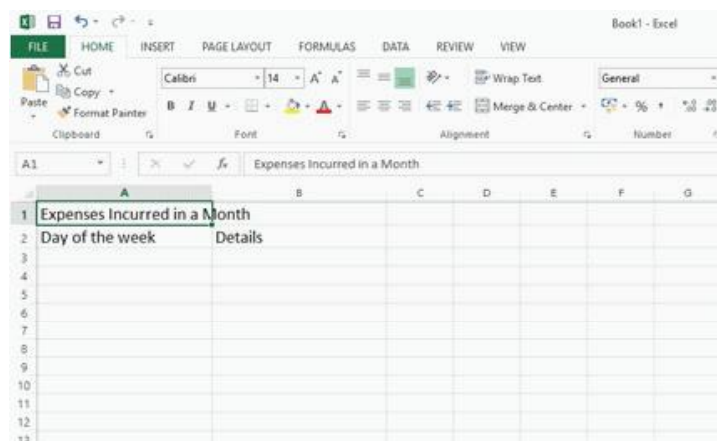 Book1 - Excel
FILE HOME INSERT PAGE LAYOUT FORMULAS DATA REVIEW VIEW
Cut
Copy
Format Painter
Paste
Calibri 14 A A
B I U A
Wrap Text
Merge & Center
General
%
Clipboard Font Alignment Number
A1 fx Expenses Incurred in a Month
A B C D E F G
1 Expenses Incurred in a Month
2 Day of the week Details
3
4
5
6
7
8
9
10
11
12
13